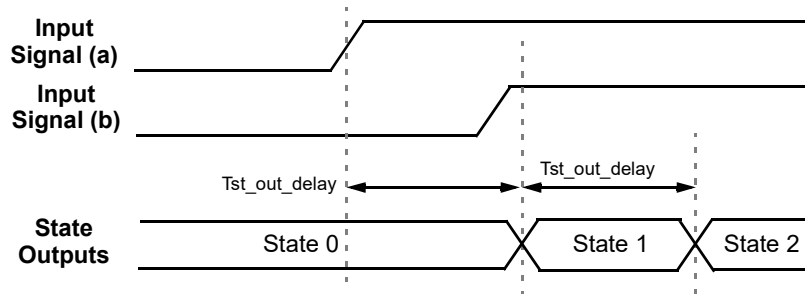 Input
Signal (a)
Input
Signal (b)
Tst_out_delay
Tst_out_delay
State
Outputs
State 0
State 1
State 2